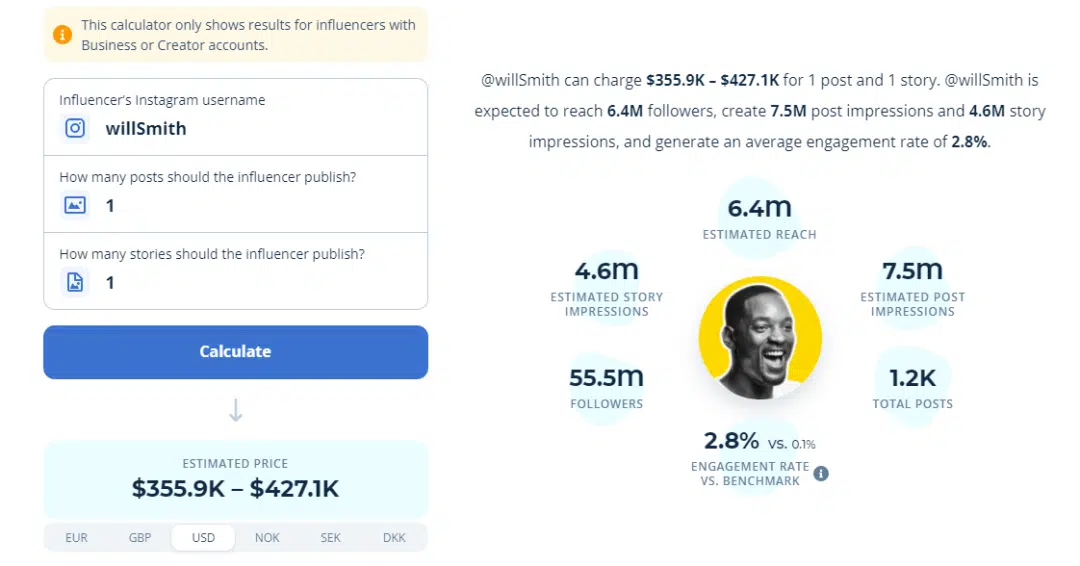 This calculator only shows results for influencers with
Business or Creator accounts.
Influencer's Instagram username
willSmith
How many posts should the influencer publish?
1
How many stories should the influencer publish?
1
Calculate
ESTIMATED PRICE
$355.9K – $427.1K
EUR GBP USD NOK SEK DKK
@willSmith can charge $355.9K – $427.1K for 1 post and 1 story. @willSmith is
expected to reach 6.4M followers, create 7.5M post impressions and 4.6M story
impressions, and generate an average engagement rate of 2.8%.
6.4m
ESTIMATED REACH
4.6m
ESTIMATED STORY
IMPRESSIONS
7.5m
ESTIMATED POST
IMPRESSIONS
55.5m
FOLLOWERS
1.2K
TOTAL POSTS
2.8% vs. 0.1%
ENGAGEMENT RATE
VS. BENCHMARK